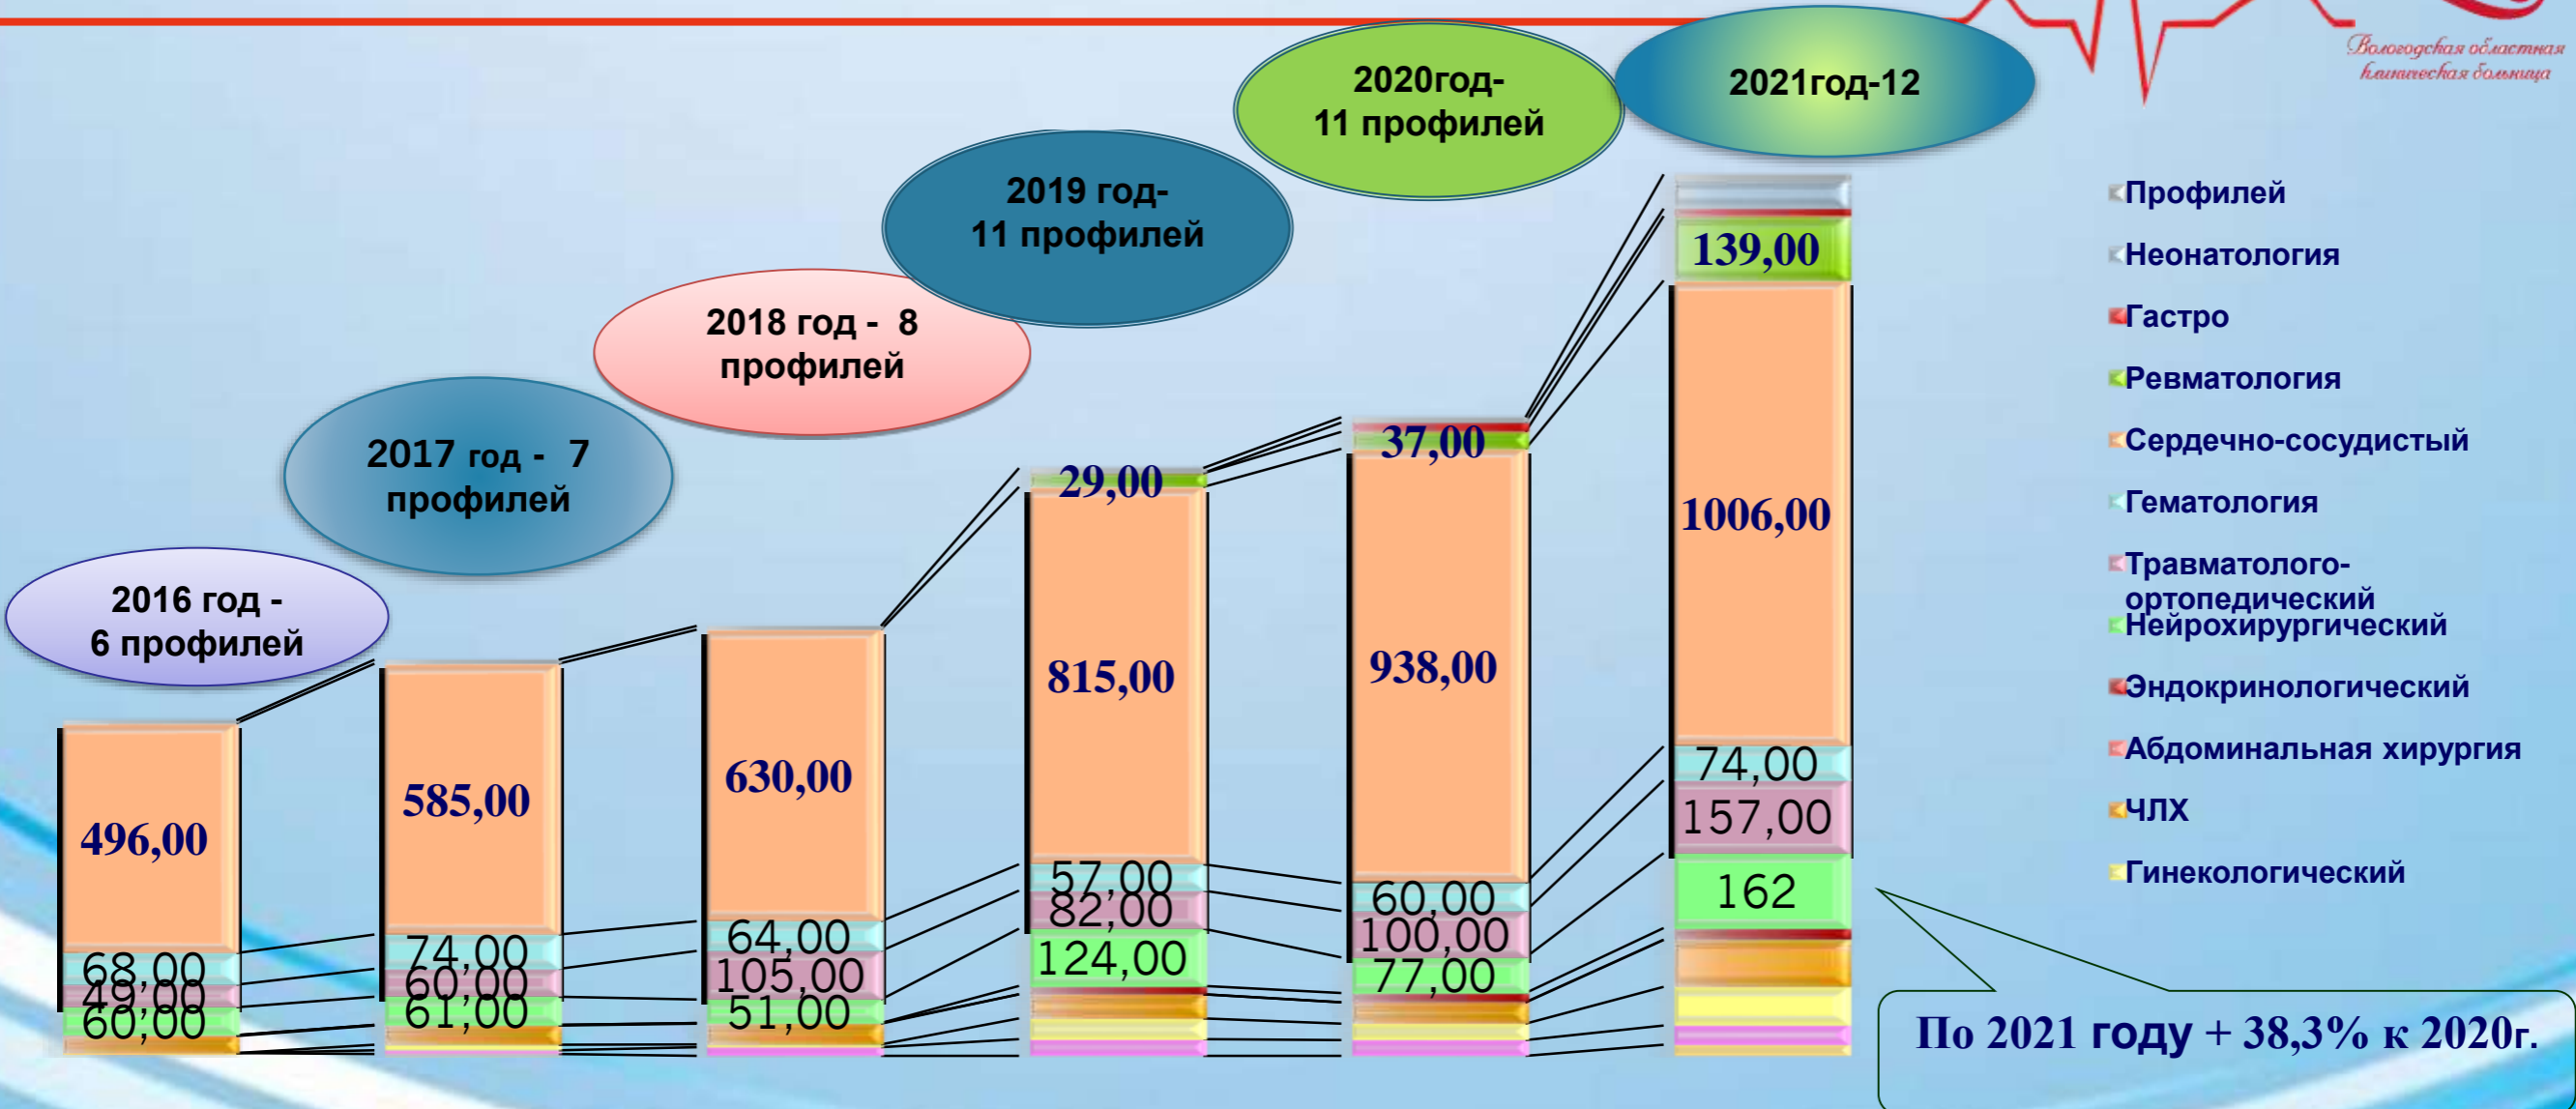 Вологодская областная
клиническая больница
2020год-
11 профилей
2021год-12
2019 год-
11 профилей
2018 год -  8
профилей
2017 год -  7
профилей
2016 год -
6 профилей
496,00
68,00
49,00
60,00
585,00
74,00
60,00
61,00
630,00
64,00
105,00
51,00
29,00
815,00
57,00
82,00
124,00
37,00
938,00
60,00
100,00
77,00
139,00
1006,00
74,00
157,00
162
Профилей
Неонатология
Гастро
Ревматология
Сердечно-сосудистый
Гематология
Травматолого-
ортопедический
Нейрохирургический
Эндокринологический
Абдоминальная хирургия
ЧЛХ
Гинекологический
По 2021 году + 38,3% к 2020г.